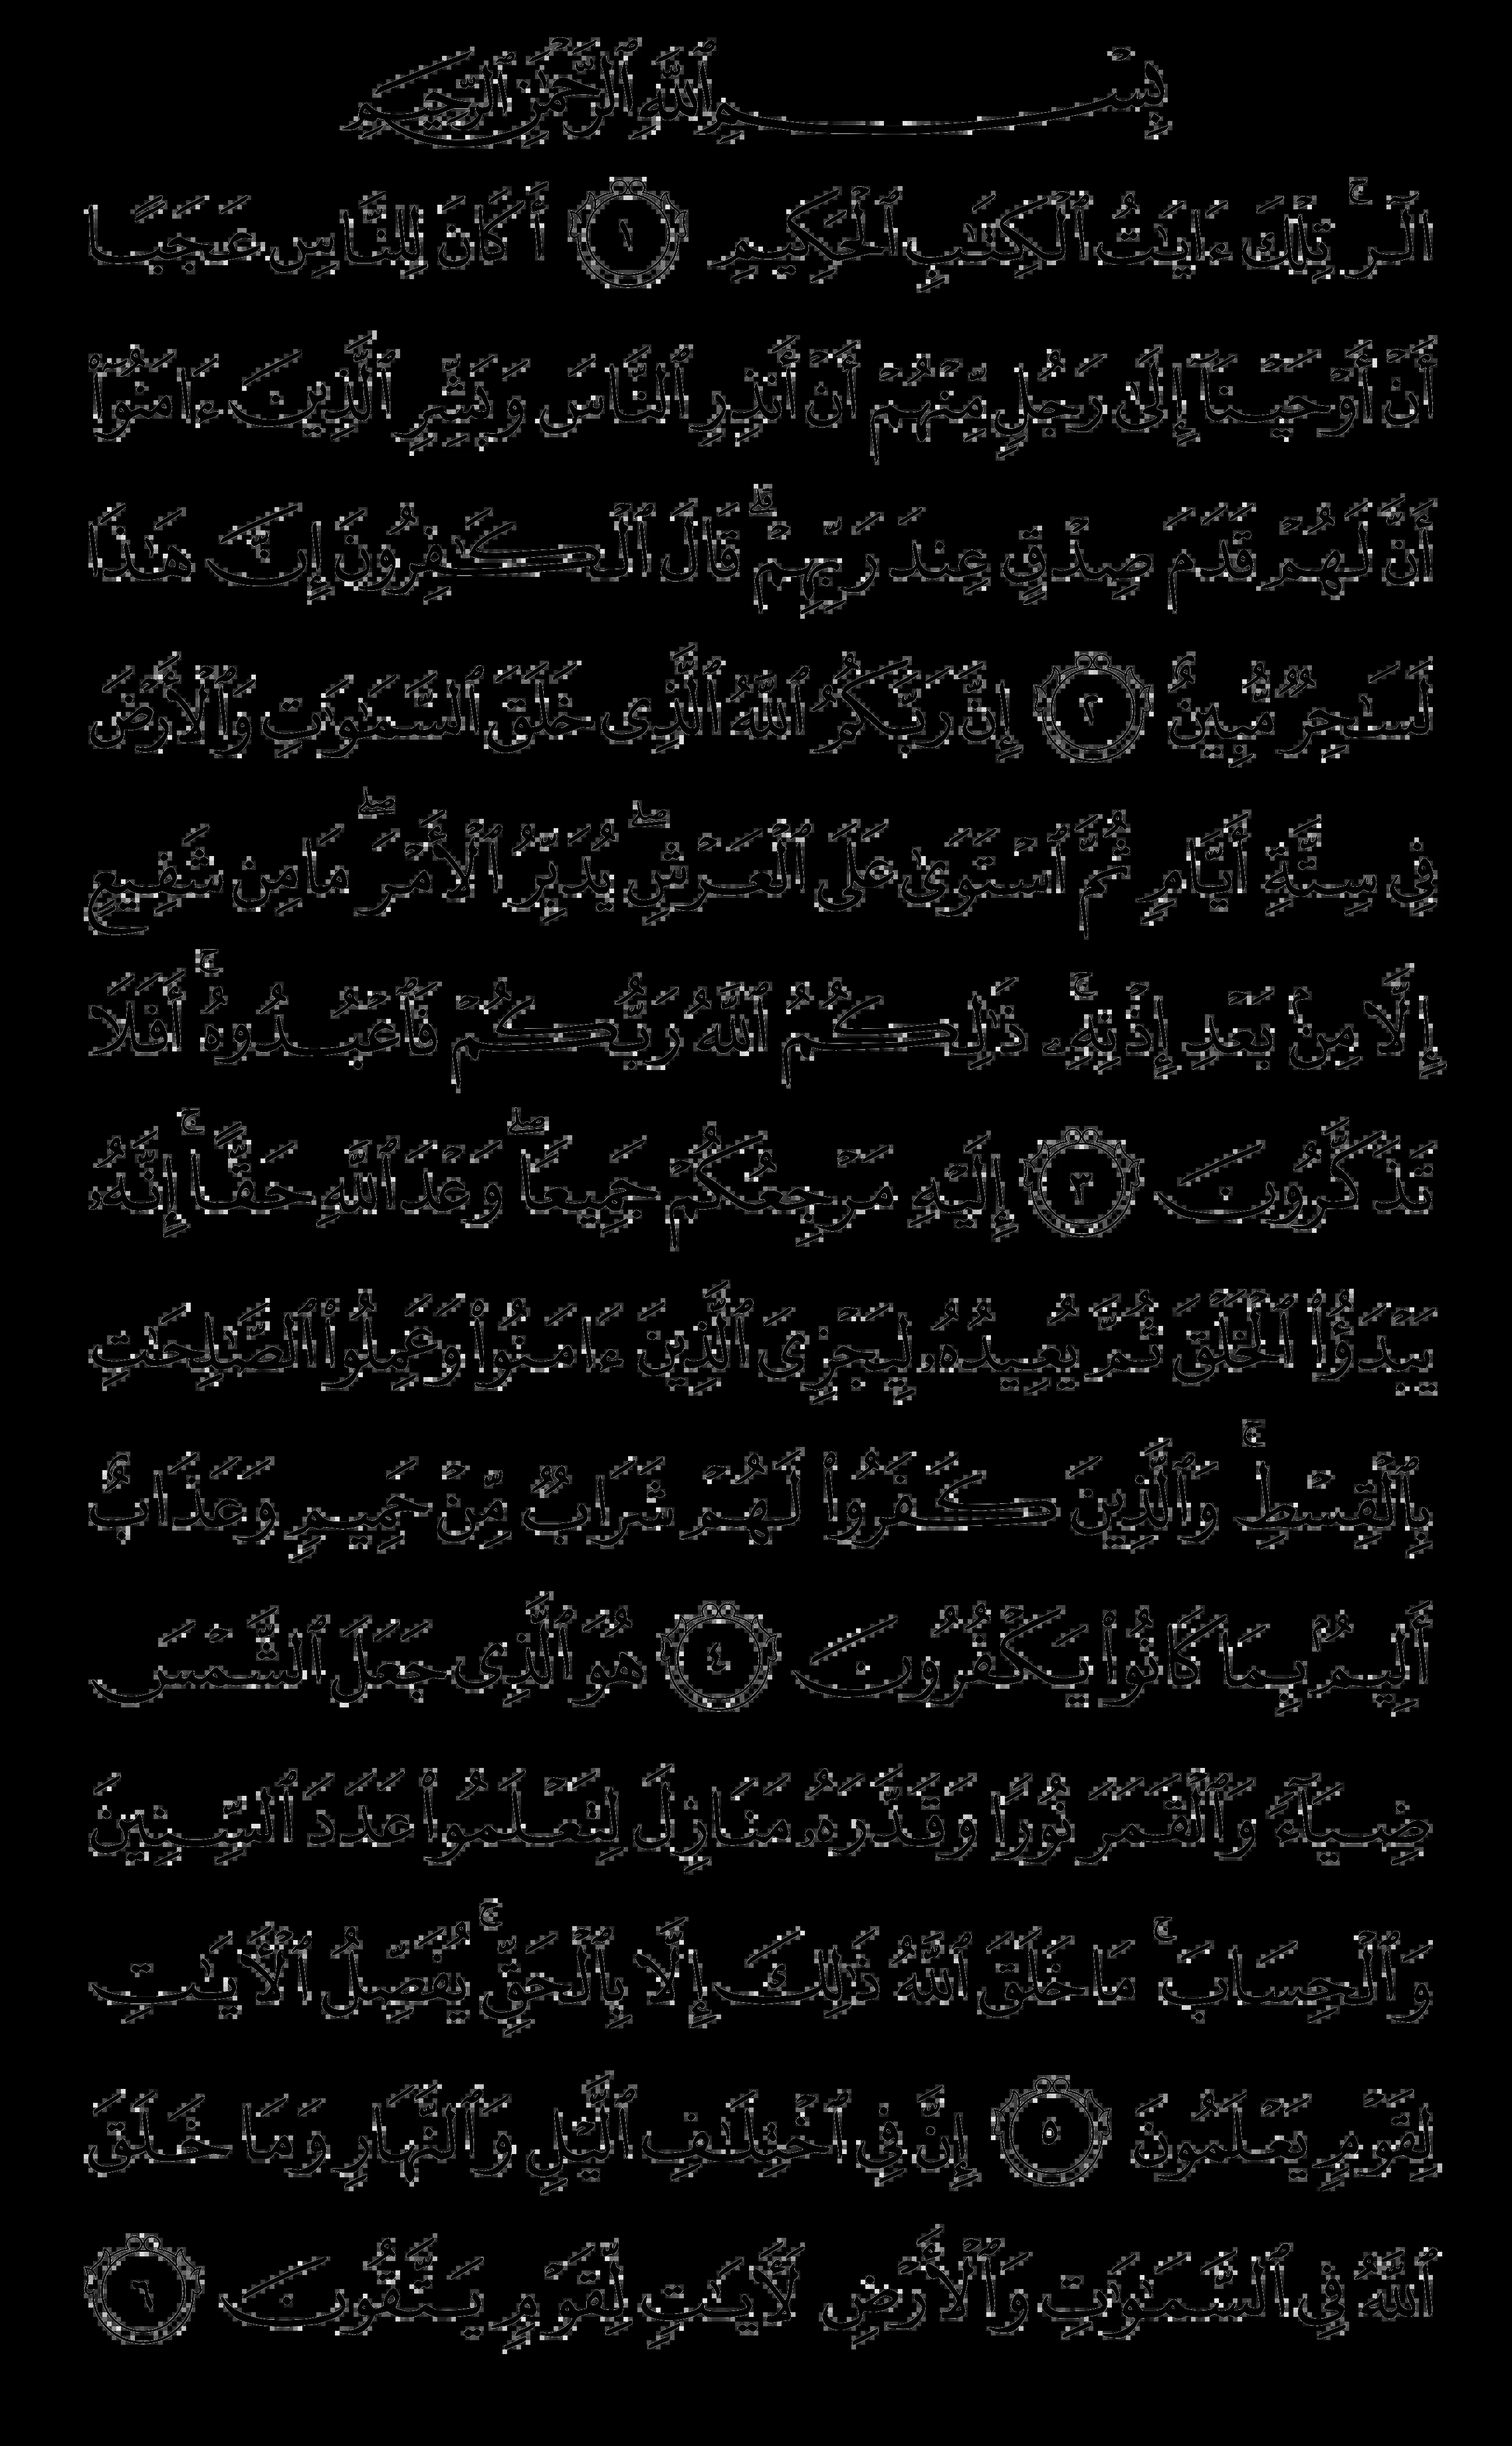 بِسْمِ ٱللَّهِ ٱلرَّحْمَٰنِ ٱلرَّحِيمِ
الٓر ۚ تِلْكَ ءَايَٰتُ ٱلْكِتَٰبِ ٱلْحَكِيمِ ١ أَكَانَ لِلنَّاسِ عَجَبًا
أَنْ أَوْحَيْنَآ إِلَىٰ رَجُلٍ مِّنْهُمْ أَنْ أَنذِرِ ٱلنَّاسَ وَبَشِّرِ ٱلَّذِينَ ءَامَنُوٓا۟
أَنَّ لَهُمْ قَدَمَ صِدْقٍ عِندَ رَبِّهِمْ ۗ قَالَ ٱلْكَٰفِرُونَ إِنَّ هَٰذَا
لَسَٰحِرٌ مُّبِينٌ ٢ إِنَّ رَبَّكُمُ ٱللَّهُ ٱلَّذِى خَلَقَ ٱلسَّمَٰوَٰتِ وَٱلْأَرْضَ
فِى سِتَّةِ أَيَّامٍ ثُمَّ ٱسْتَوَىٰ عَلَى ٱلْعَرْشِ ۖ يُدَبِّرُ ٱلْأَمْرَ ۖ مَا مِن شَفِيعٍ
إِلَّا مِنۢ بَعْدِ إِذْنِهِۦ ۚ ذَٰلِكُمُ ٱللَّهُ رَبُّكُمْ فَٱعْبُدُوهُ ۚ أَفَلَا
تَذَكَّرُونَ ٣ إِلَيْهِ مَرْجِعُكُمْ جَمِيعًا ۖ وَعْدَ ٱللَّهِ حَقًّا ۚ إِنَّهُۥ
يَبْدَؤُا۟ ٱلْخَلْقَ ثُمَّ يُعِيدُهُۥ لِيَجْزِىَ ٱلَّذِينَ ءَامَنُوا۟ وَعَمِلُوا۟ ٱلصَّٰلِحَٰتِ
بِٱلْقِسْطِ ۚ وَٱلَّذِينَ كَفَرُوا۟ لَهُمْ شَرَابٌ مِّنْ حَمِيمٍ وَعَذَابٌ
أَلِيمٌۢ بِمَا كَانُوا۟ يَكْفُرُونَ ٤ هُوَ ٱلَّذِى جَعَلَ ٱلشَّمْسَ
ضِيَآءً وَٱلْقَمَرَ نُورًا وَقَدَّرَهُۥ مَنَازِلَ لِتَعْلَمُوا۟ عَدَدَ ٱلسِّنِينَ
وَٱلْحِسَابَ ۚ مَا خَلَقَ ٱللَّهُ ذَٰلِكَ إِلَّا بِٱلْحَقِّ ۚ يُفَصِّلُ ٱلْـَٔايَٰتِ
لِقَوْمٍ يَعْلَمُونَ ٥ إِنَّ فِى ٱخْتِلَٰفِ ٱلَّيْلِ وَٱلنَّهَارِ وَمَا خَلَقَ
ٱللَّهُ فِى ٱلسَّمَٰوَٰتِ وَٱلْأَرْضِ لَـَٔايَٰتٍ لِّقَوْمٍ يَتَّقُونَ ٦